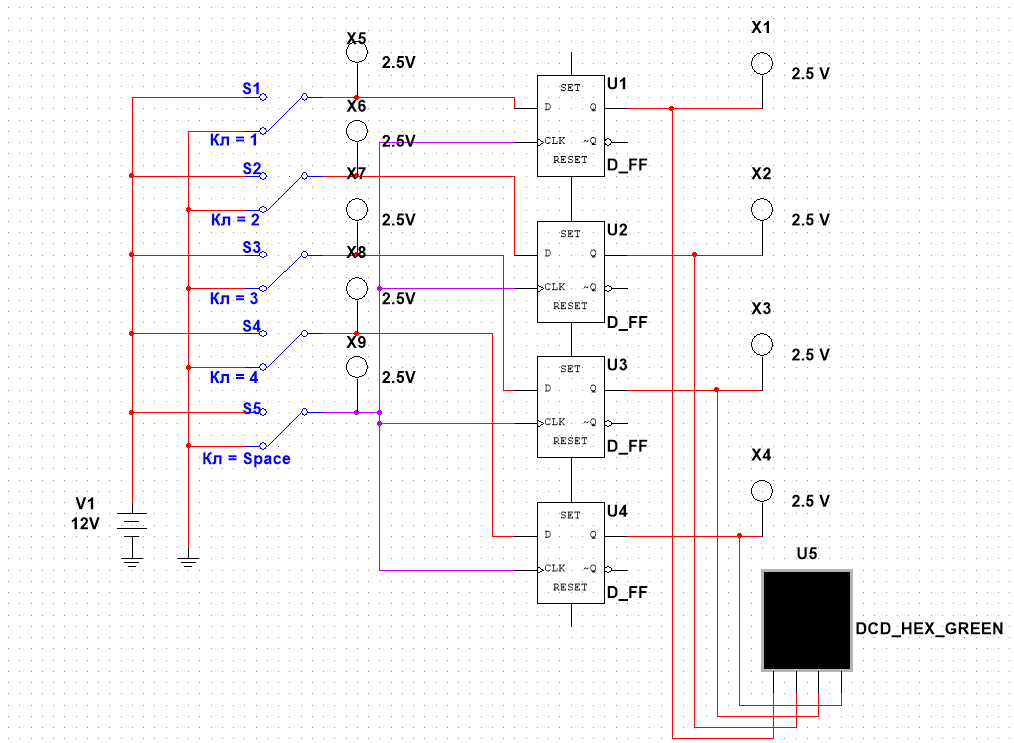 X1
X5
2.5V
2.5 V
S1
U1
SET
D
Q
X6
Кл = 1
2.5V
CLK
~Q
RESET
D_FF
S2
X7
X2
Кл = 2
2.5V
2.5 V
U2
SET
D
Q
S3
X8
Кл = 3
2.5V
CLK
~Q
RESET
D_FF
X3
S4
X9
2.5 V
U3
SET
D
Q
Кл = 4
2.5V
S5
CLK
~Q
RESET
D_FF
Кл = Space
X4
V1
12V
2.5 V
U4
SET
D
Q
U5
CLK
~Q
RESET
D_FF
DCD_HEX_GREEN